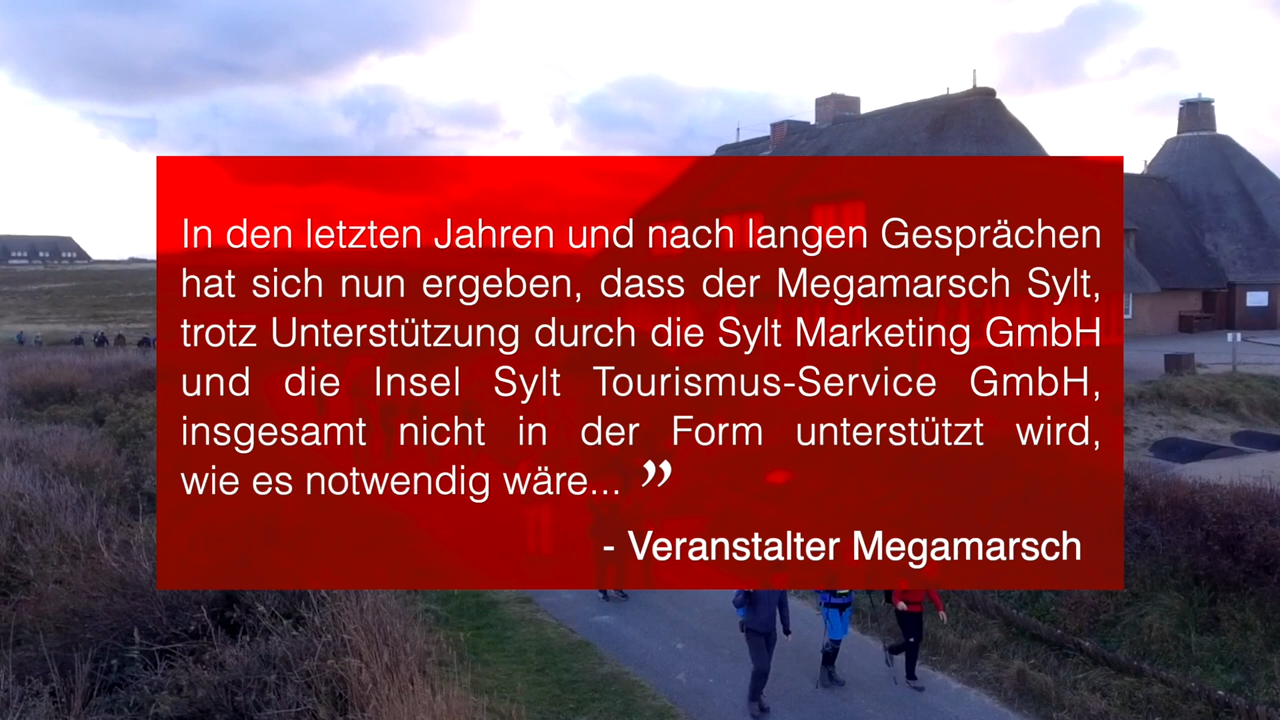 In den letzten Jahren und nach langen Gesprächen
hat sich nun ergeben, dass der Megamarsch Sylt,
trotz Unterstützung durch die Sylt Marketing GmbH
und die Insel Sylt Tourismus-Service GmbH,
insgesamt nicht in der Form unterstützt wird,
wie es notwendig wäre... ”
- Veranstalter Megamarsch